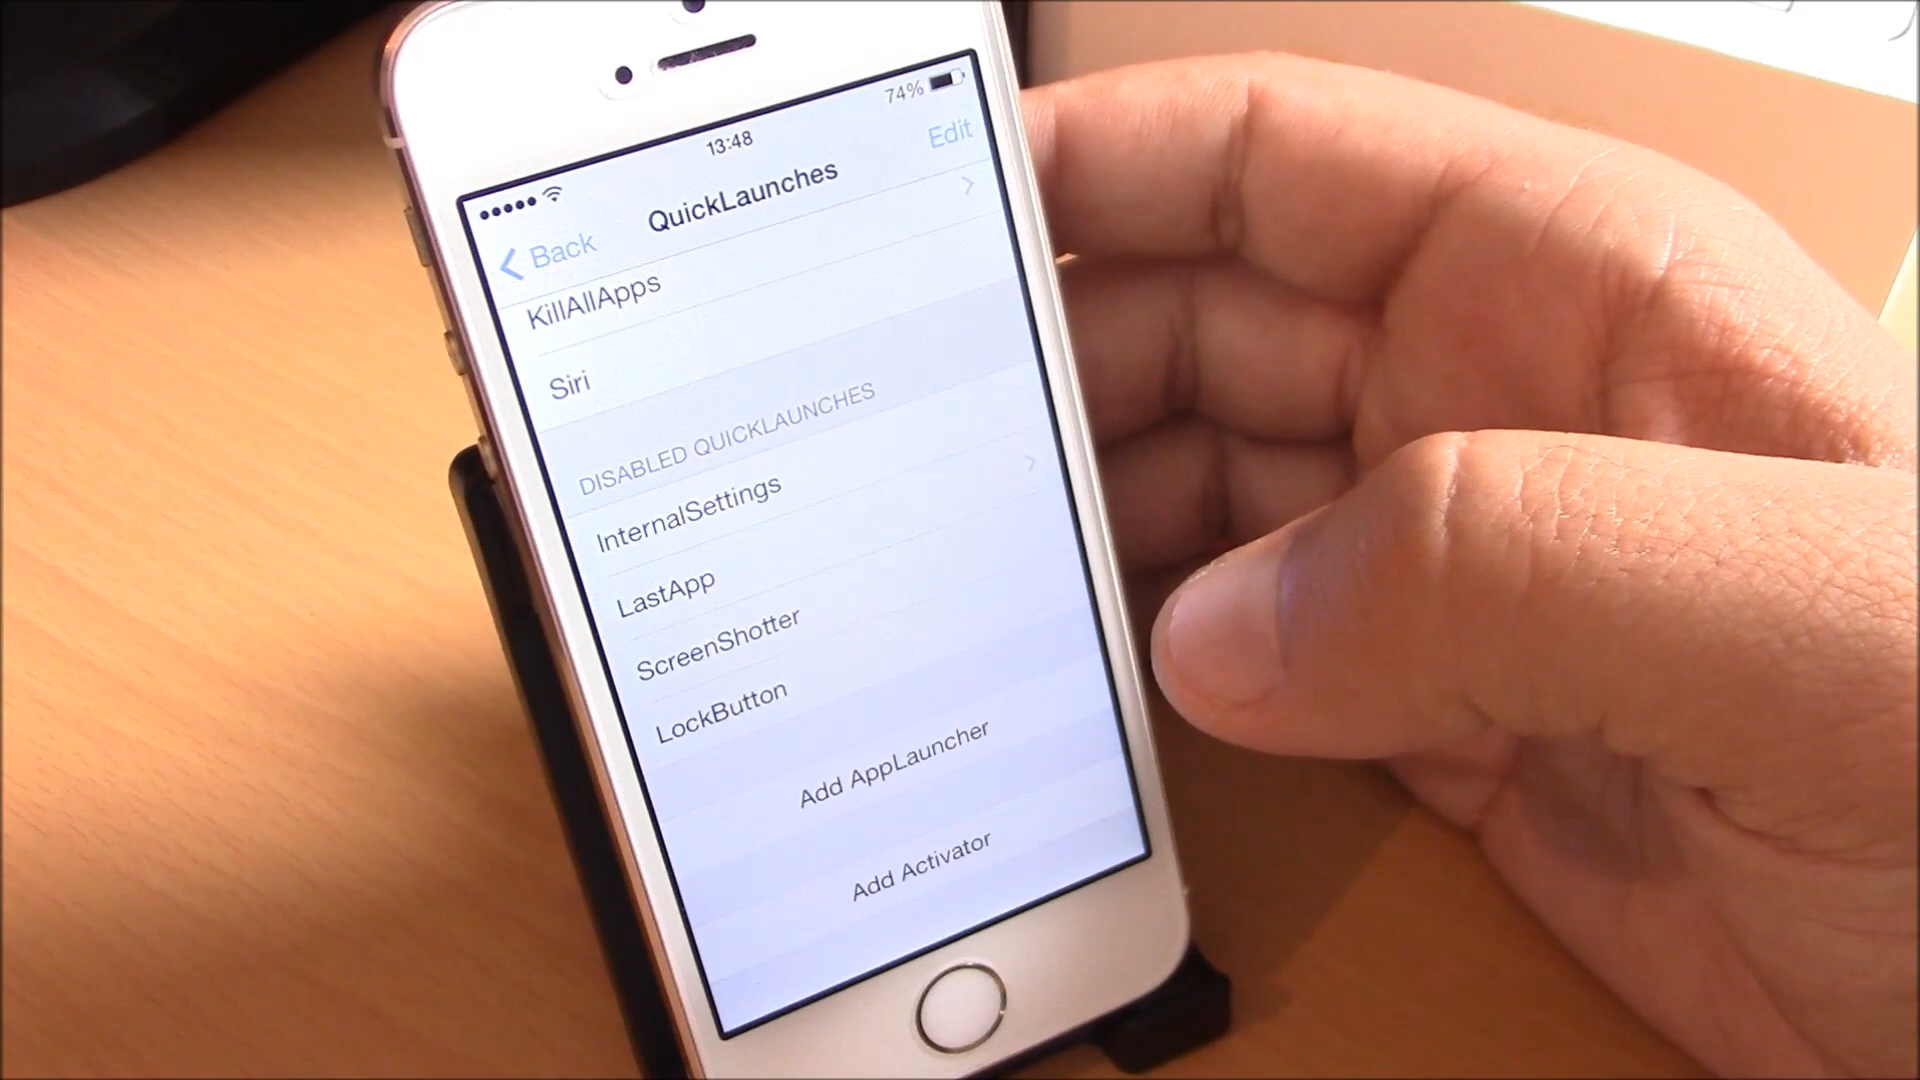 74%
13:48
Back
QuickLaunches
Edit
KillAllApps
Siri
DISABLED QUICKLAUNCHES
InternalSettings
LastApp
ScreenShotter
LockButton
Add AppLauncher
Add Activator